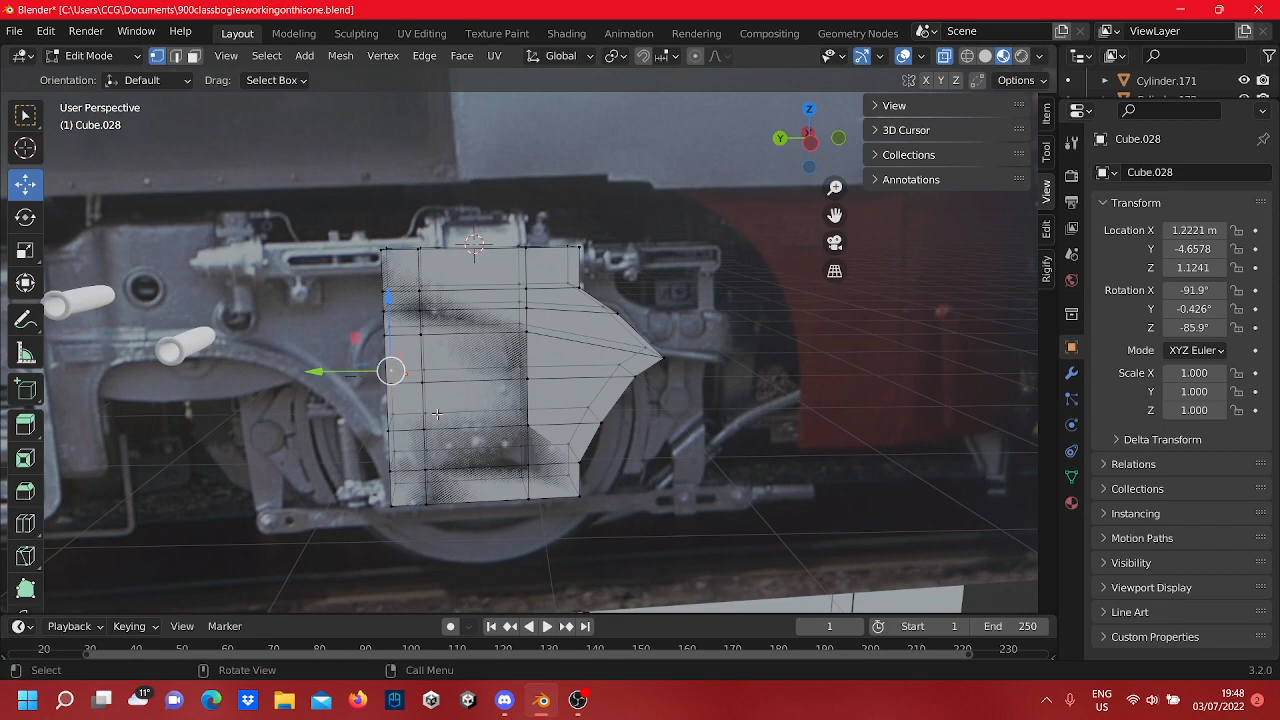 Blender* [C:\Users\CCG\Documents\900classbogiesworkingonthisone.blend]
File Edit Render Window Help Layout Modeling Sculpting UV Editing Texture Paint Shading Animation Rendering Compositing Geometry Nodes Scene ViewLayer
Edit Mode View Select Add Mesh Vertex Edge Face UV Global
Orientation: Default Drag: Select Box X Y Z Options Cylinder.171
User Perspective
(1) Cube.028
Z
Y
View
3D Cursor
Collections
Annotations
Item
Tool
View
Edit
Rigify
Cube.028
Cube.028
Transform
Location X 1.2221 m
Y -4.6578
Z 1.1241
Rotation X -91.9°
Y -0.426°
Z -85.9°
Mode XYZ Euler
Scale X 1.000
Y 1.000
Z 1.000
Delta Transform
Relations
Collections
Instancing
Motion Paths
Visibility
Viewport Display
Line Art
Custom Properties
Playback Keying View Marker 1 Start 1 End 250
20 40 50 60 70 80 90 100 110 120 130 140 150 160 170 180 190 200 210 220 230
Select Rotate View Call Menu 3.2.0
11° ENG US 19:48 03/07/2022 2